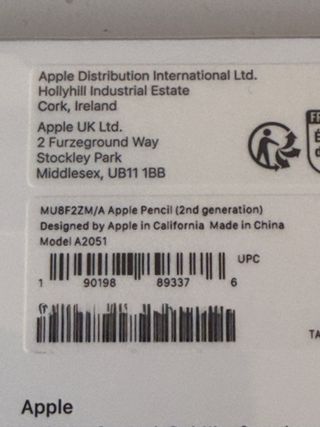 Apple Distribution International Ltd.
Hollyhill Industrial Estate
Cork, Ireland
Apple UK Ltd.
2 Furzeground Way
Stockley Park
Middlesex, UB11 1BB
FR
MU8F2ZM/A Apple Pencil (2nd generation)
Designed by Apple in California Made in China
Model A2051
UPC
1 90198 89337 6
TA
Apple